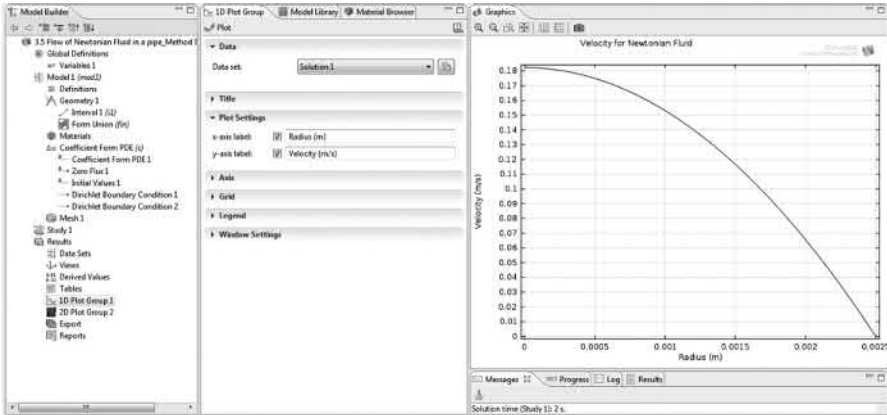 Model Builder
3.5 Flow of Newtonian Fluid in a pipe_Method
Global Definitions
Variables 1
Model 1 (mod1)
Definitions
Geometry 1
Interval 1 (i1)
Form Union (fin)
Materials
Coefficient Form PDE (c)
Coefficient Form PDE 1
Zero Flux 1
Initial Values 1
Dirichlet Boundary Condition 1
Dirichlet Boundary Condition 2
Mesh 1
Study 1
Results
Data Sets
Views
Derived Values
Tables
1D Plot Group 1
2D Plot Group 2
Export
Reports
1D Plot Group
Model Library
Material Browser
Plot
Data
Data set:
Solution 1
Title
Plot Settings
x-axis label:
Radius (m)
y-axis label:
Velocity (m/s)
Axis
Grid
Legend
Window Settings
Graphics
Velocity for Newtonian Fluid
0.18
0.17
0.16
0.15
0.14
0.13
0.12
0.11
0.1
0.09
0.08
0.07
0.06
0.05
0.04
0.03
0.02
0.01
0
Velocity (m/s)
0 0.0005 0.001 0.0015 0.002 0.0025
Radius (m)
Messages
Progress
Log
Results
Solution time (Study 1): 2 s.